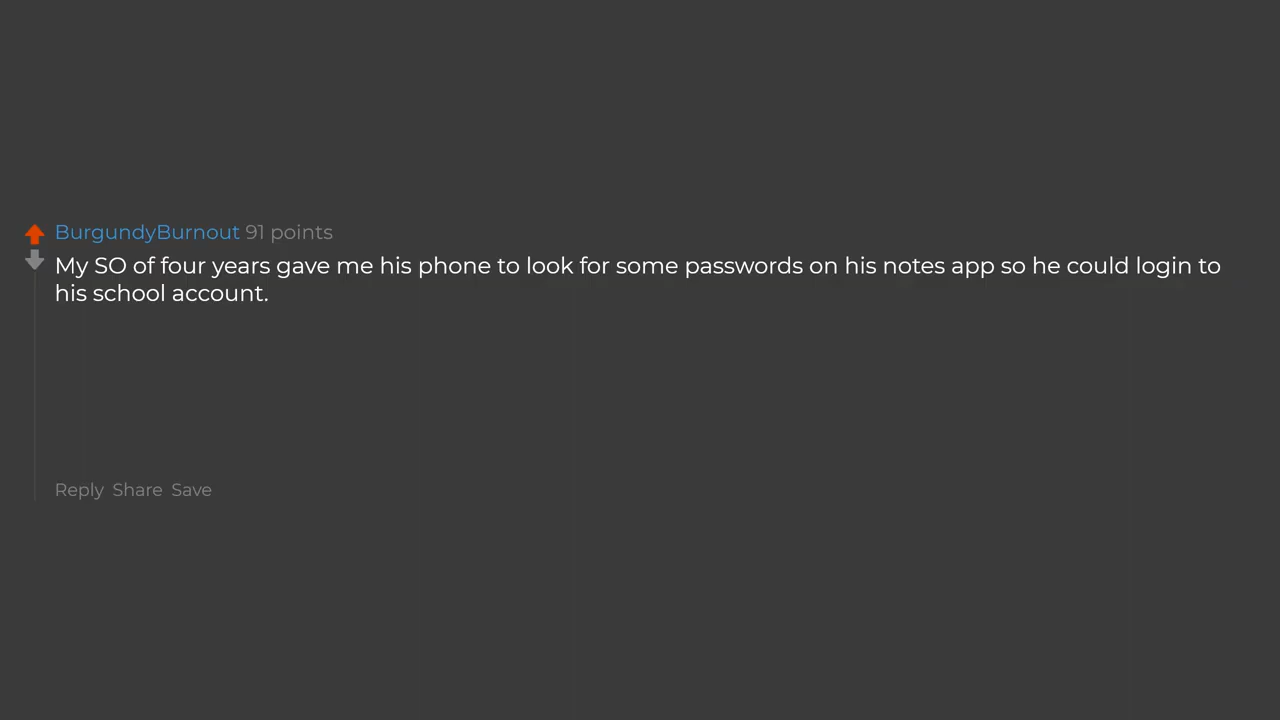 BurgundyBurnout 91 points
My SO of four years gave me his phone to look for some passwords on his notes app so he could login to
his school account.
Reply Share Save